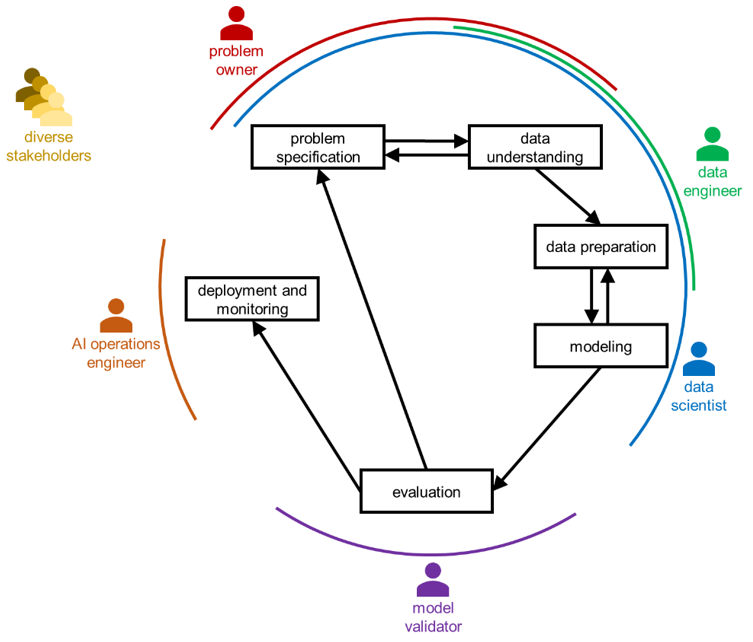 problem
owner
diverse
stakeholders
problem
specification
data
understanding
data
engineer
data preparation
deployment and
monitoring
AI operations
engineer
modeling
data
scientist
evaluation
model
validator